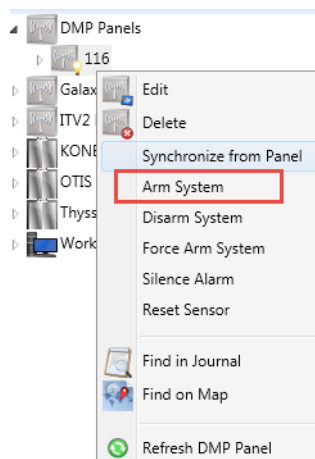 DMP Panels
116
Galax
Edit
ITV2
Delete
KONE
Synchronize from Panel
OTIS
Arm System
Thyss
Disarm System
Work
Force Arm System
Silence Alarm
Reset Sensor
Find in Journal
Find on Map
Refresh DMP Panel